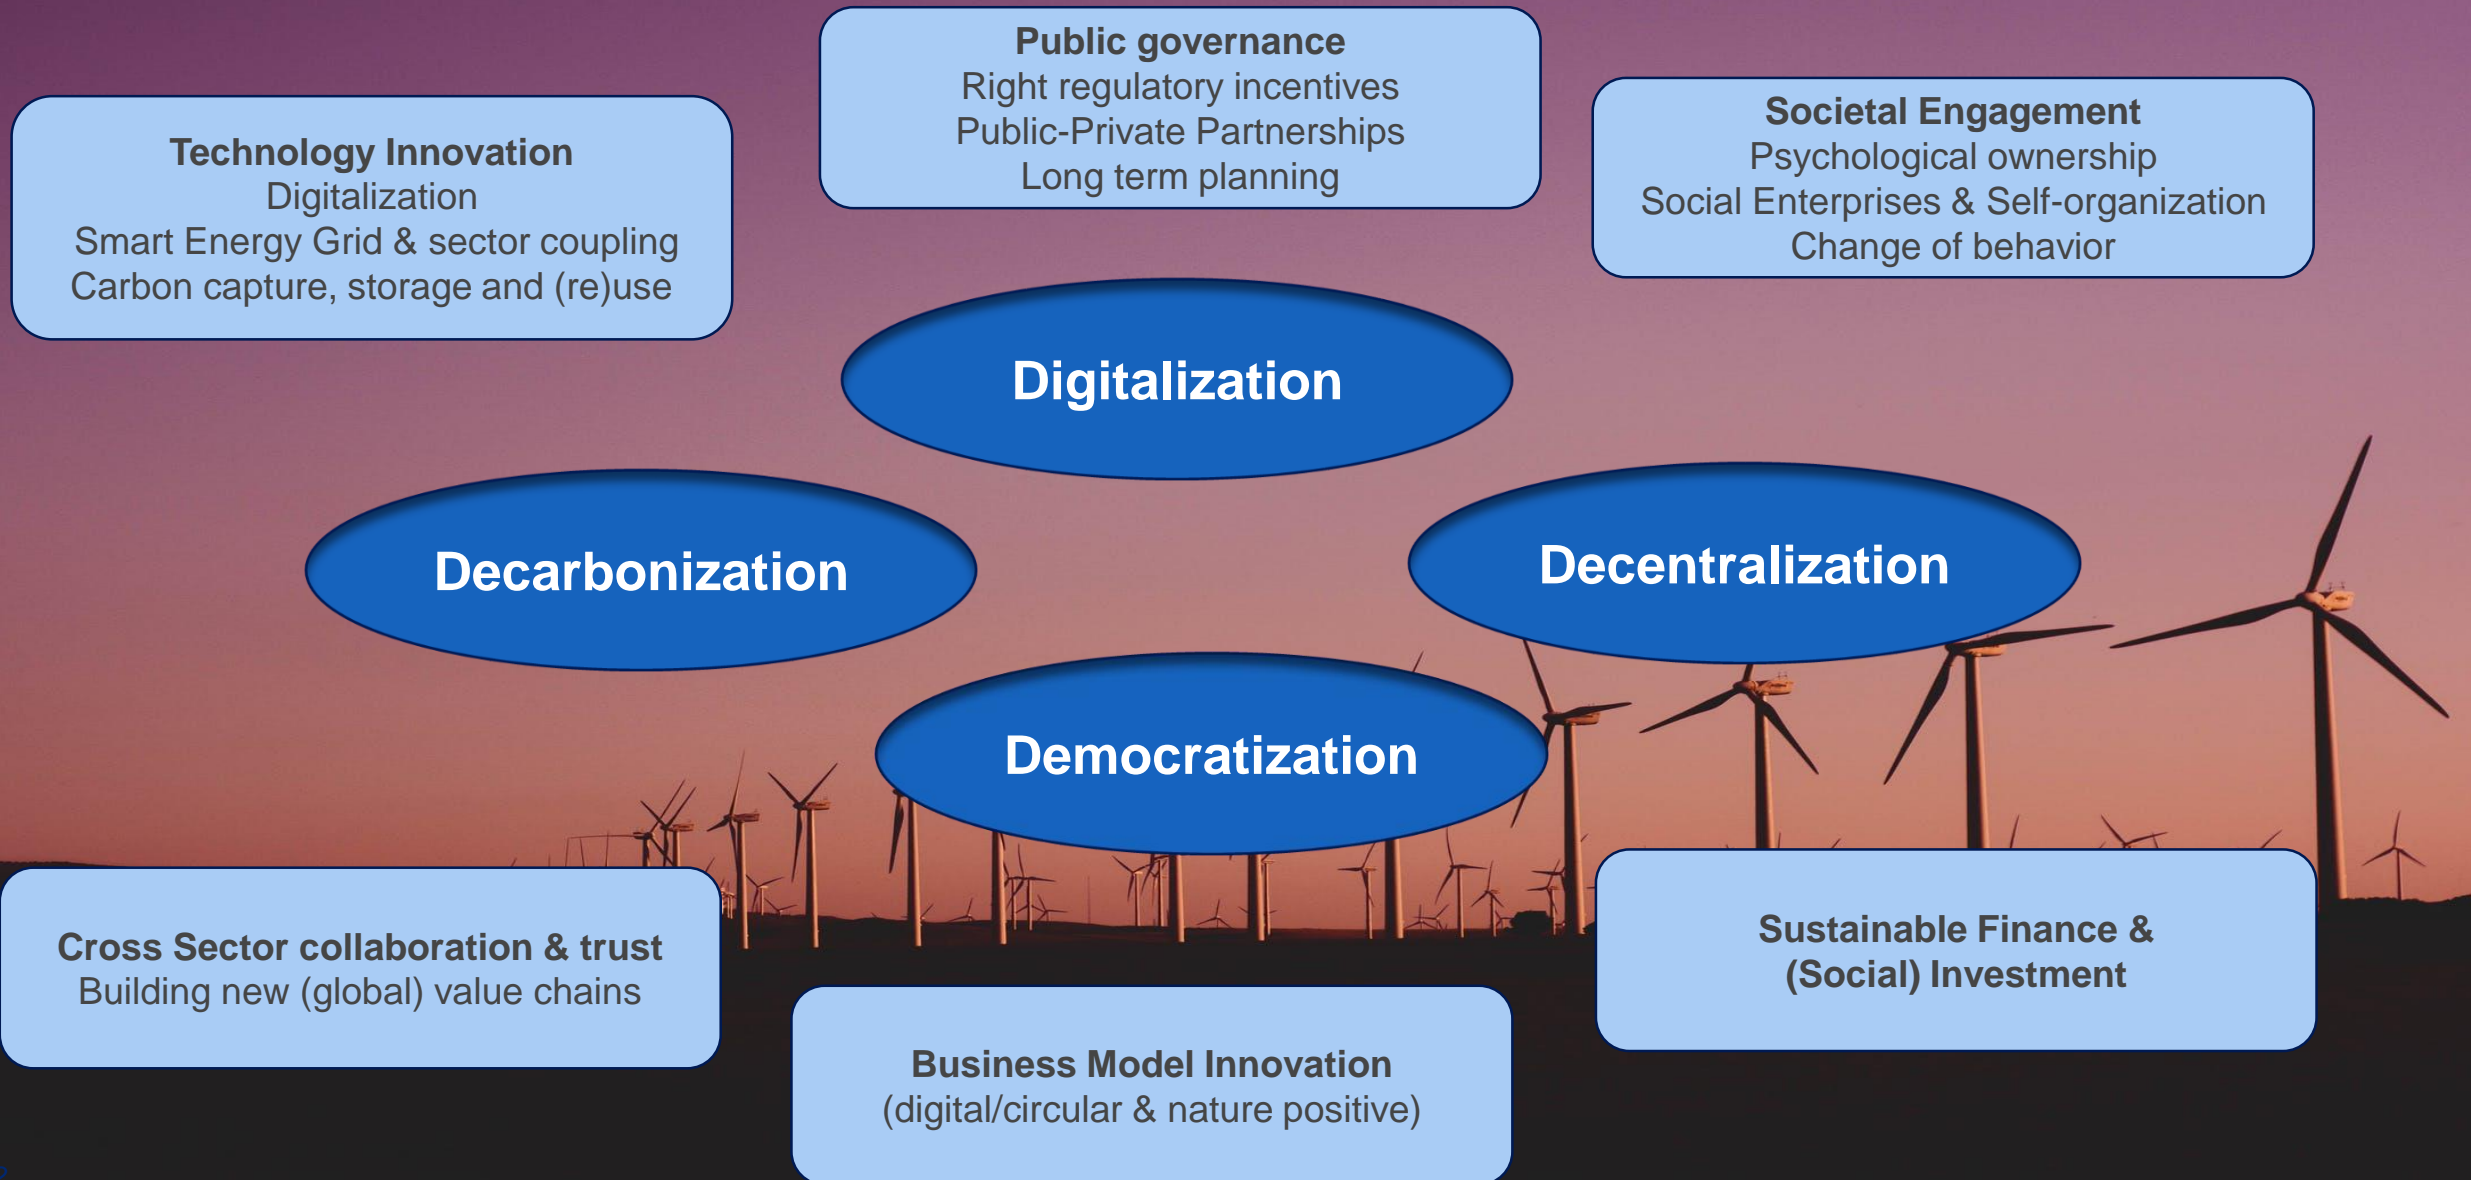 Public governance
Right regulatory incentives
Public-Private Partnerships
Long term planning
Technology Innovation
Digitalization
Smart Energy Grid & sector coupling
Carbon capture, storage and (re)use
Societal Engagement
Psychological ownership
Social Enterprises & Self-organization
Change of behavior
Digitalization
Decarbonization
Decentralization
Democratization
Cross Sector collaboration & trust
Building new (global) value chains
Business Model Innovation
(digital/circular & nature positive)
Sustainable Finance &
(Social) Investment